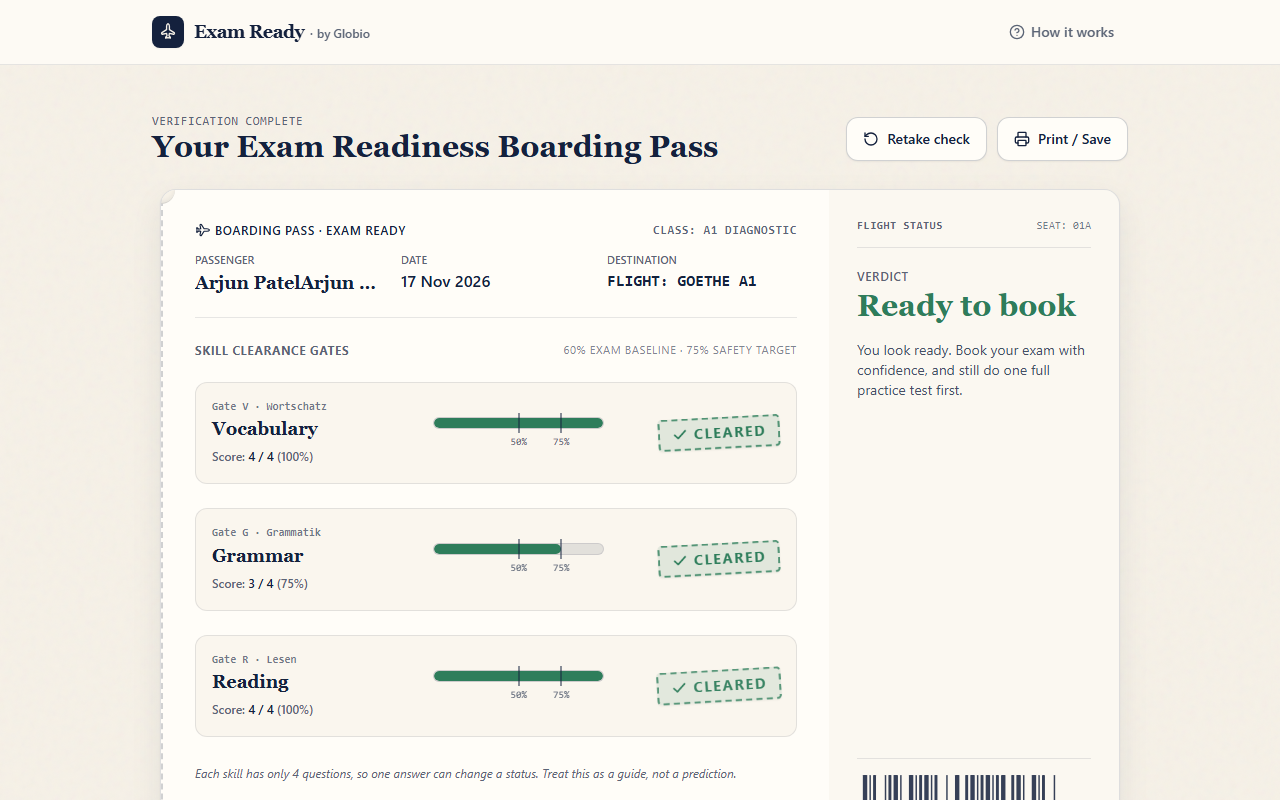 Exam Ready · by Globio
How it works
VERIFICATION COMPLETE
Your Exam Readiness Boarding Pass
Retake check
Print / Save
BOARDING PASS · EXAM READY
CLASS: A1 DIAGNOSTIC
PASSENGER
Arjun PatelArjun ...
DATE
17 Nov 2026
DESTINATION
FLIGHT: GOETHE A1
SKILL CLEARANCE GATES
60% EXAM BASELINE · 75% SAFETY TARGET
Gate V · Wortschatz
Vocabulary
Score: 4 / 4 (100%)
50% 75%
CLEARED
Gate G · Grammatik
Grammar
Score: 3 / 4 (75%)
50% 75%
CLEARED
Gate R · Lesen
Reading
Score: 4 / 4 (100%)
50% 75%
CLEARED
Each skill has only 4 questions, so one answer can change a status. Treat this as a guide, not a prediction.
FLIGHT STATUS
SEAT: 01A
VERDICT
Ready to book
You look ready. Book your exam with
confidence, and still do one full
practice test first.